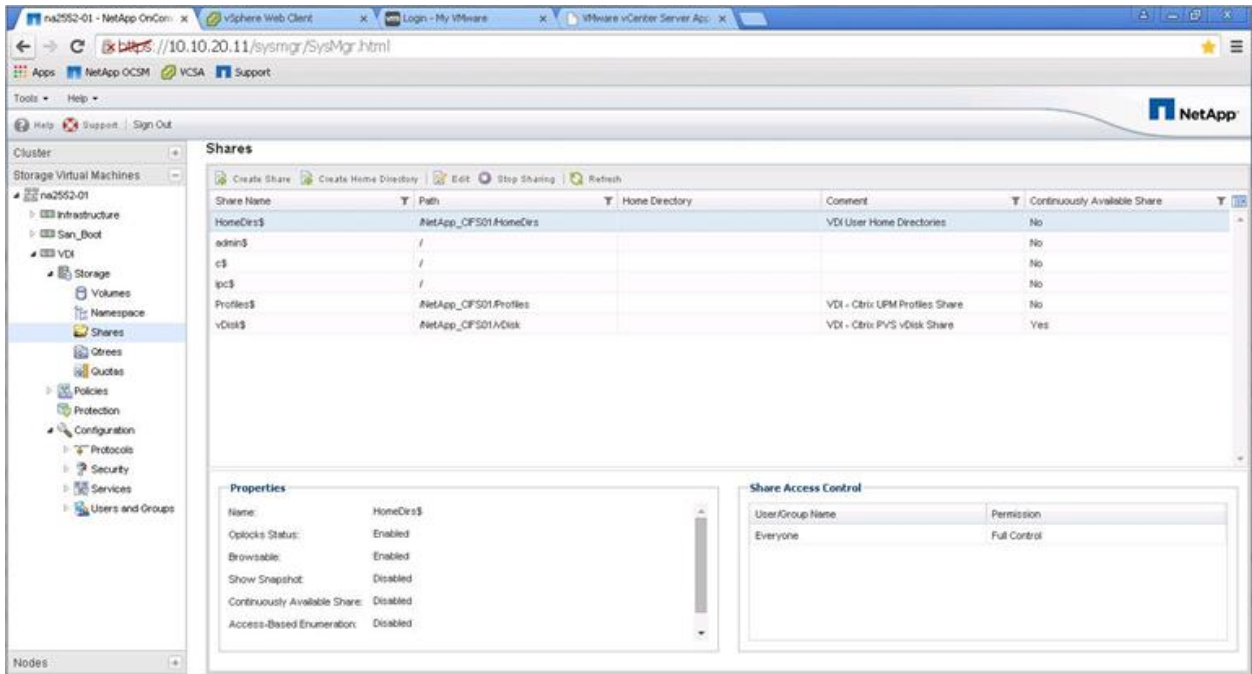 na2552-01 - NetApp OnCom × vSphere Web Client × Login - My VMware × VMware vCenter Server App ×
https://10.10.20.11/sysmgr/SysMgr.html
Apps NetApp OCSM VCSA Support
Tools Help
NetApp
Help Support Sign Out
Cluster
Storage Virtual Machines
na2552-01
Infrastructure
San_Boot
VDI
Storage
Volumes
Namespace
Shares
Qtrees
Quotas
Policies
Protection
Configuration
Protocols
Security
Services
Users and Groups
Nodes
Shares
Create Share Create Home Directory Edit Stop Sharing Refresh
Share Name Path Home Directory Comment Continuously Available Share
HomeDirs$ /NetApp_CIFS01/HomeDirs VDI User Home Directories No
admin$ / No
c$ / No
ipc$ / No
Profiles$ /NetApp_CIFS01/Profiles VDI - Citrix UPM Profiles Share No
vDisk$ /NetApp_CIFS01/vDisk VDI - Citrix PVS vDisk Share Yes
Properties
Name: HomeDirs$
Oplocks Status: Enabled
Browsable: Enabled
Show Snapshot: Disabled
Continuously Available Share: Disabled
Access-Based Enumeration: Disabled
Share Access Control
User/Group Name Permission
Everyone Full Control